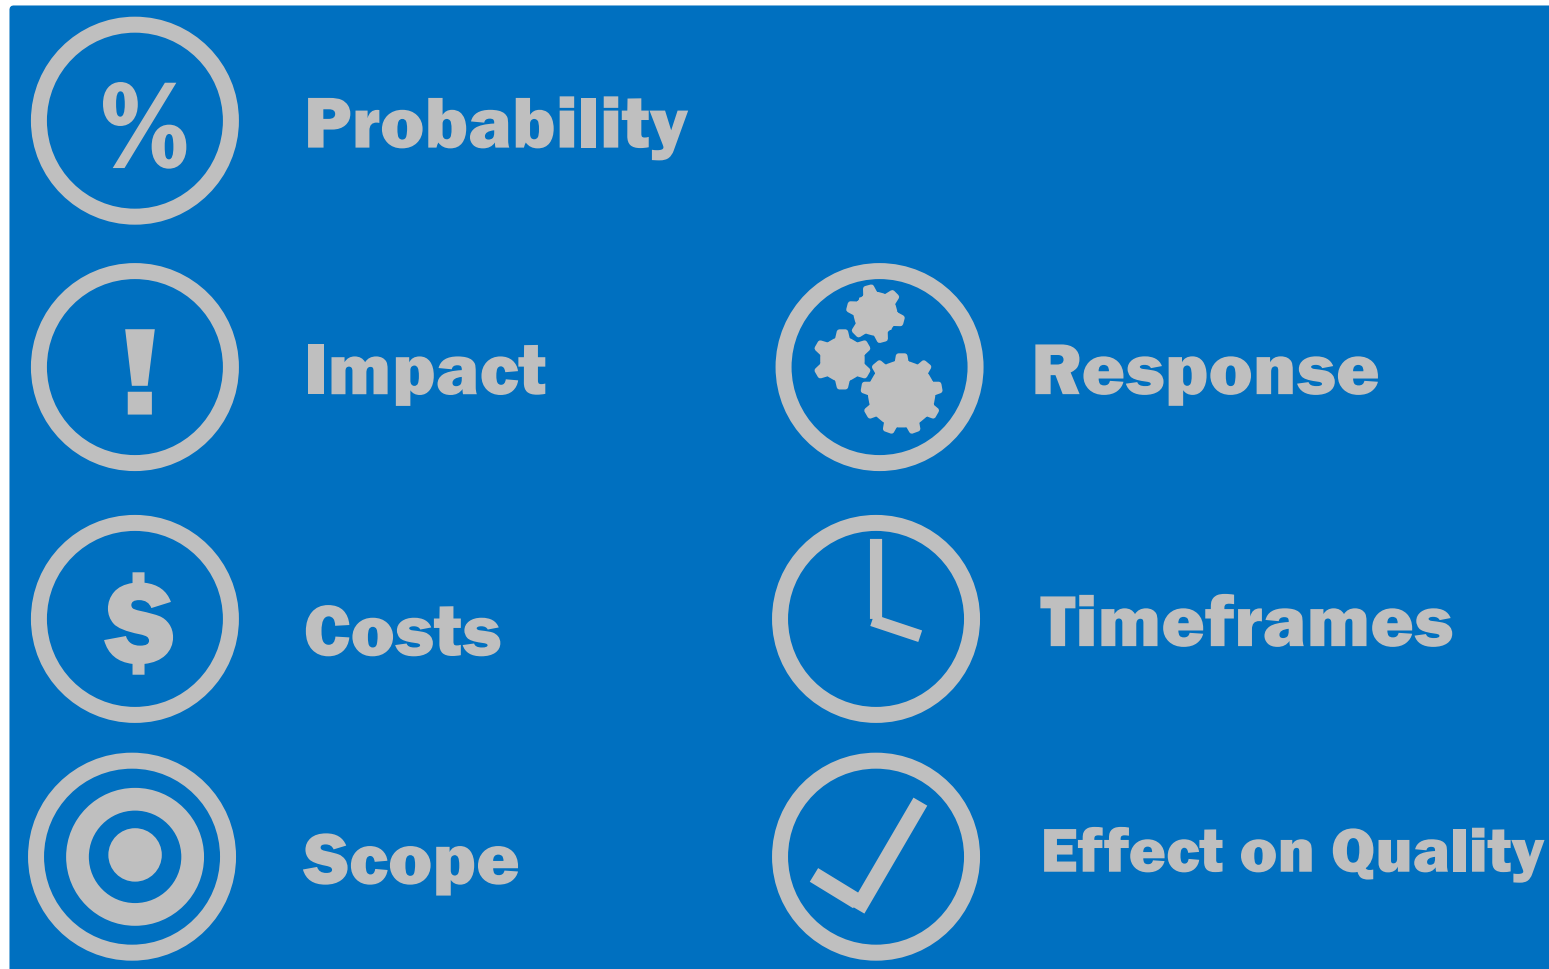 % Probability
! Impact
Response
$ Costs
Timeframes
Scope
Effect on Quality